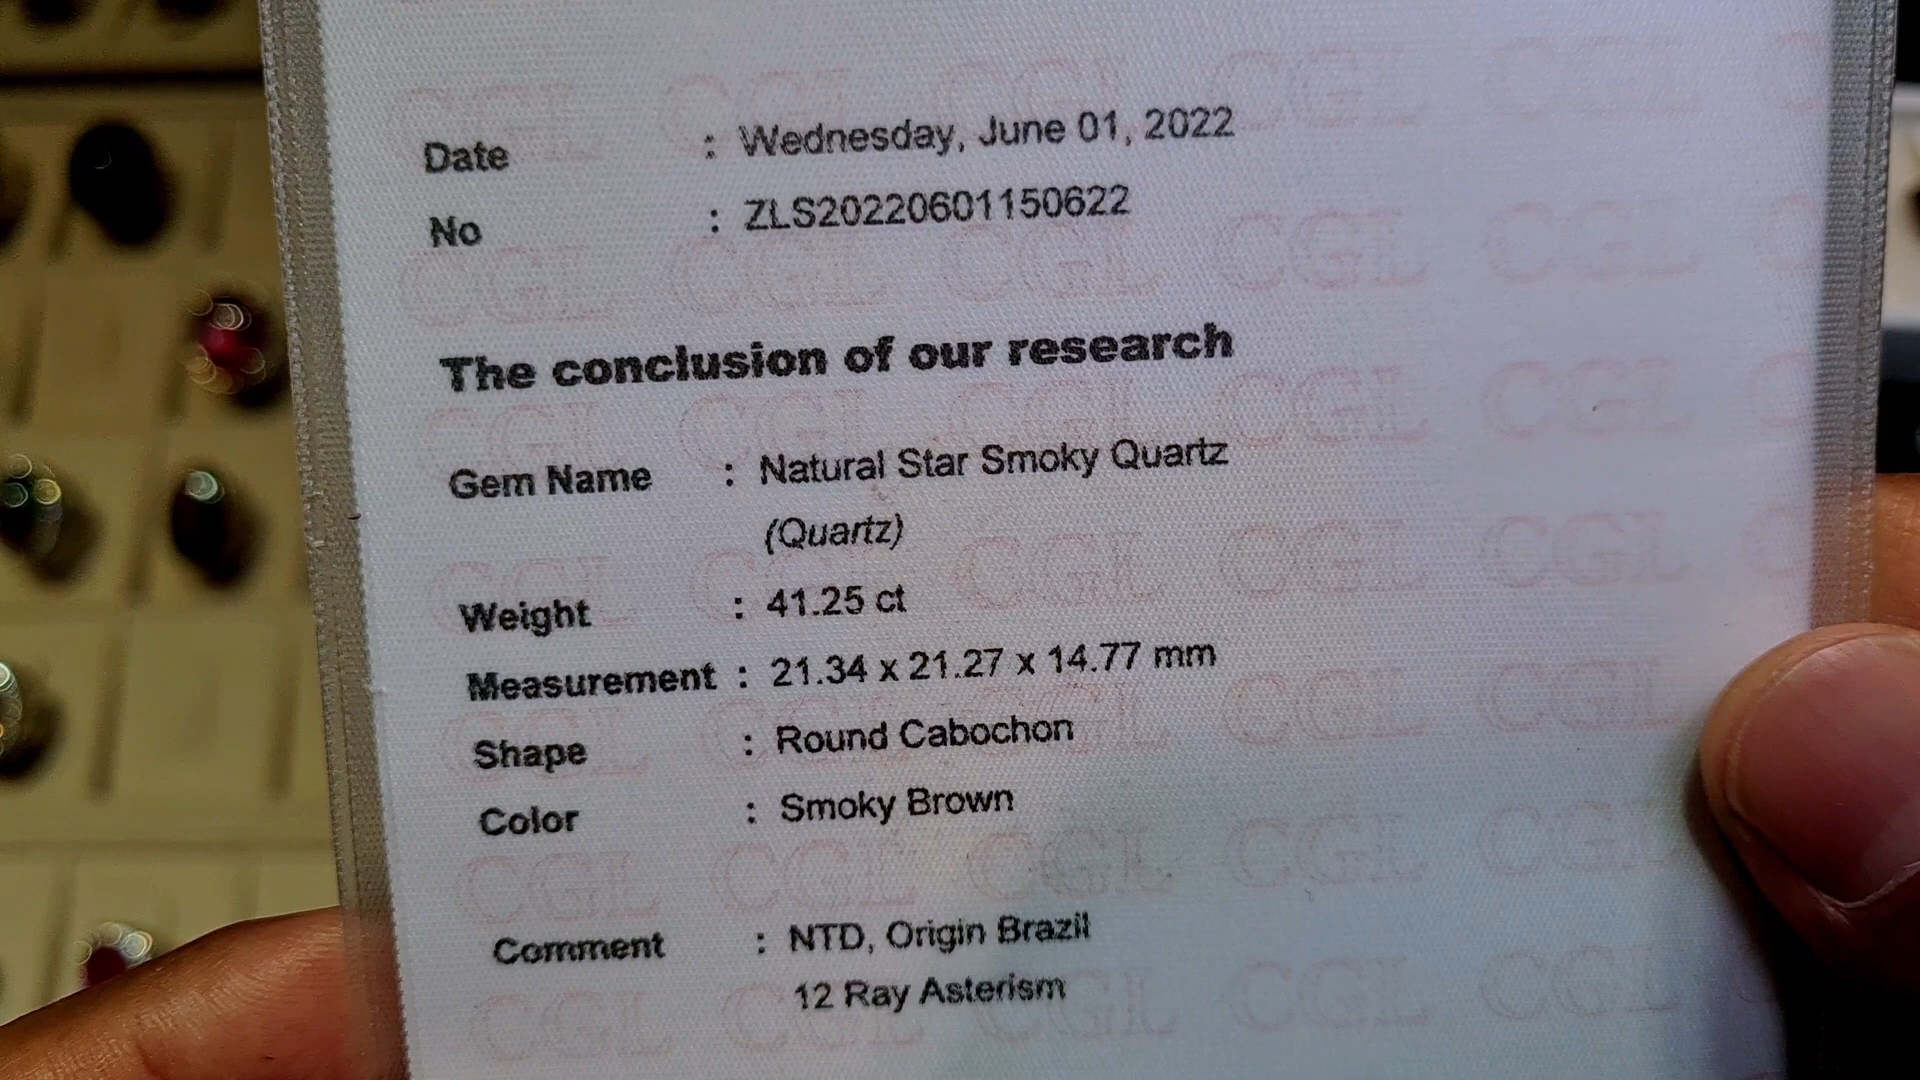 Date : Wednesday, June 01, 2022
No : ZLS20220601150622
The conclusion of our research
Gem Name : Natural Star Smoky Quartz
(Quartz)
Weight : 41.25 ct
Measurement : 21.34 x 21.27 x 14.77 mm
Shape : Round Cabochon
Color : Smoky Brown
Comment : NTD, Origin Brazil
12 Ray Asterism